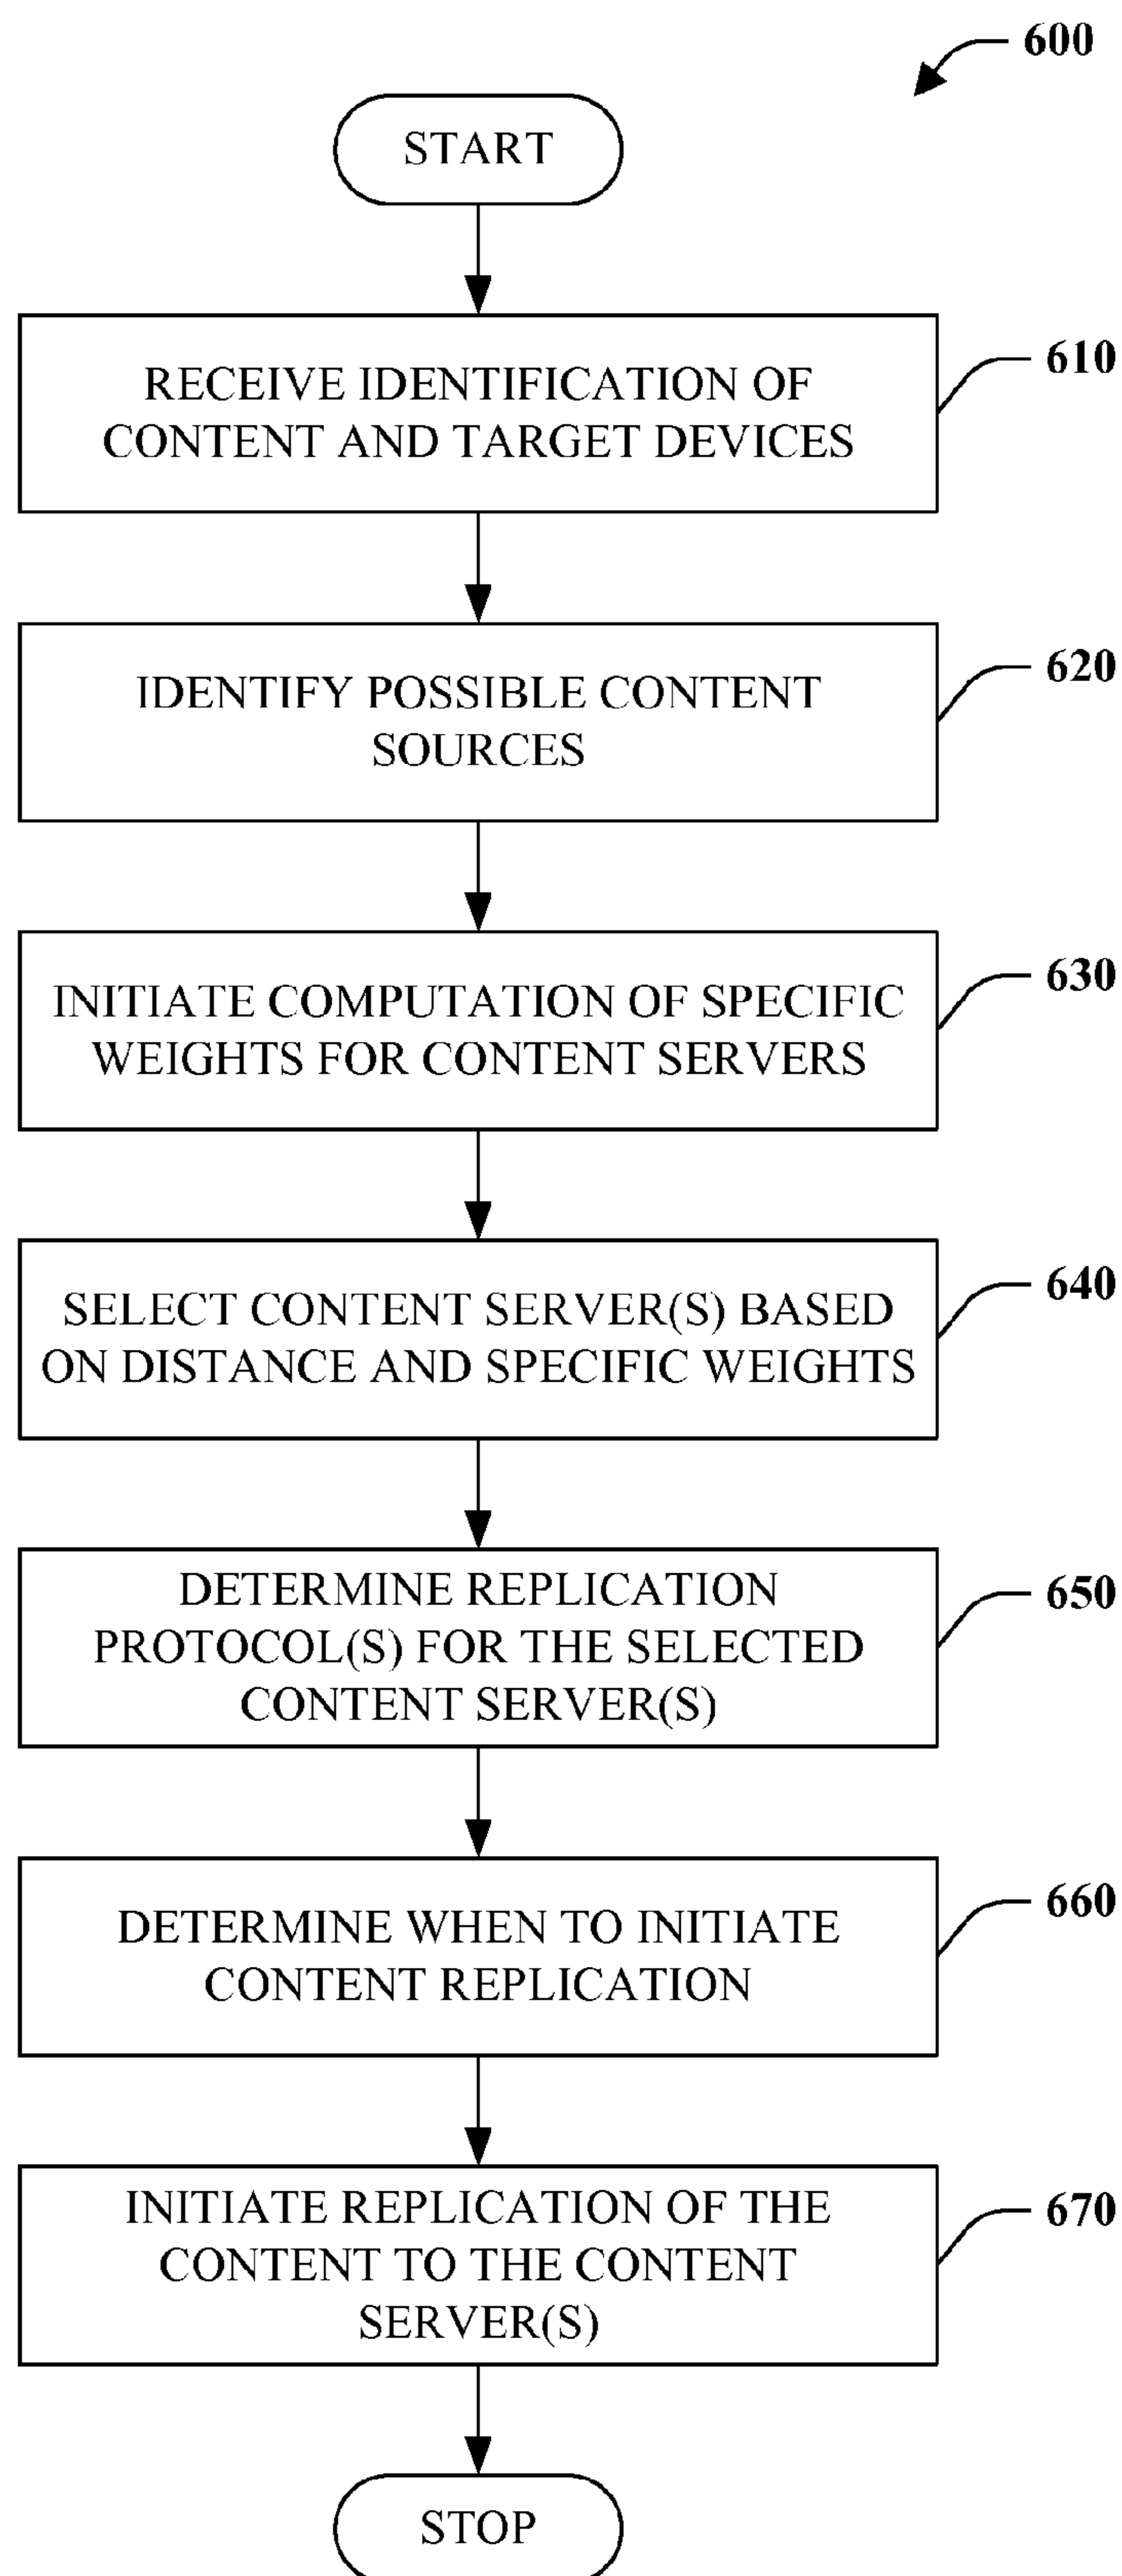 600
START
610
RECEIVE IDENTIFICATION OF
CONTENT AND TARGET DEVICES
620
IDENTIFY POSSIBLE CONTENT
SOURCES
630
INITIATE COMPUTATION OF SPECIFIC
WEIGHTS FOR CONTENT SERVERS
640
SELECT CONTENT SERVER(S) BASED
ON DISTANCE AND SPECIFIC WEIGHTS
650
DETERMINE REPLICATION
PROTOCOL(S) FOR THE SELECTED
CONTENT SERVER(S)
660
DETERMINE WHEN TO INITIATE
CONTENT REPLICATION
670
INITIATE REPLICATION OF THE
CONTENT TO THE CONTENT
SERVER(S)
STOP